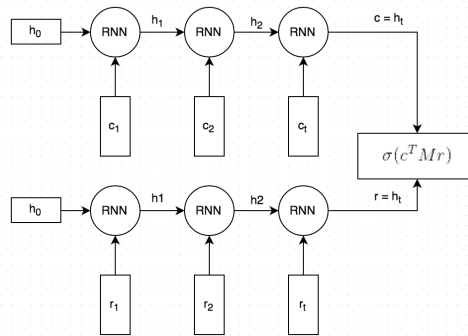 h₀ RNN h₁ RNN h₂ RNN c = hₜ
c₁ c₂ cₜ
σ(cᵀMr)
h₀ RNN h1 RNN h2 RNN r = hₜ
r₁ r₂ rₜ